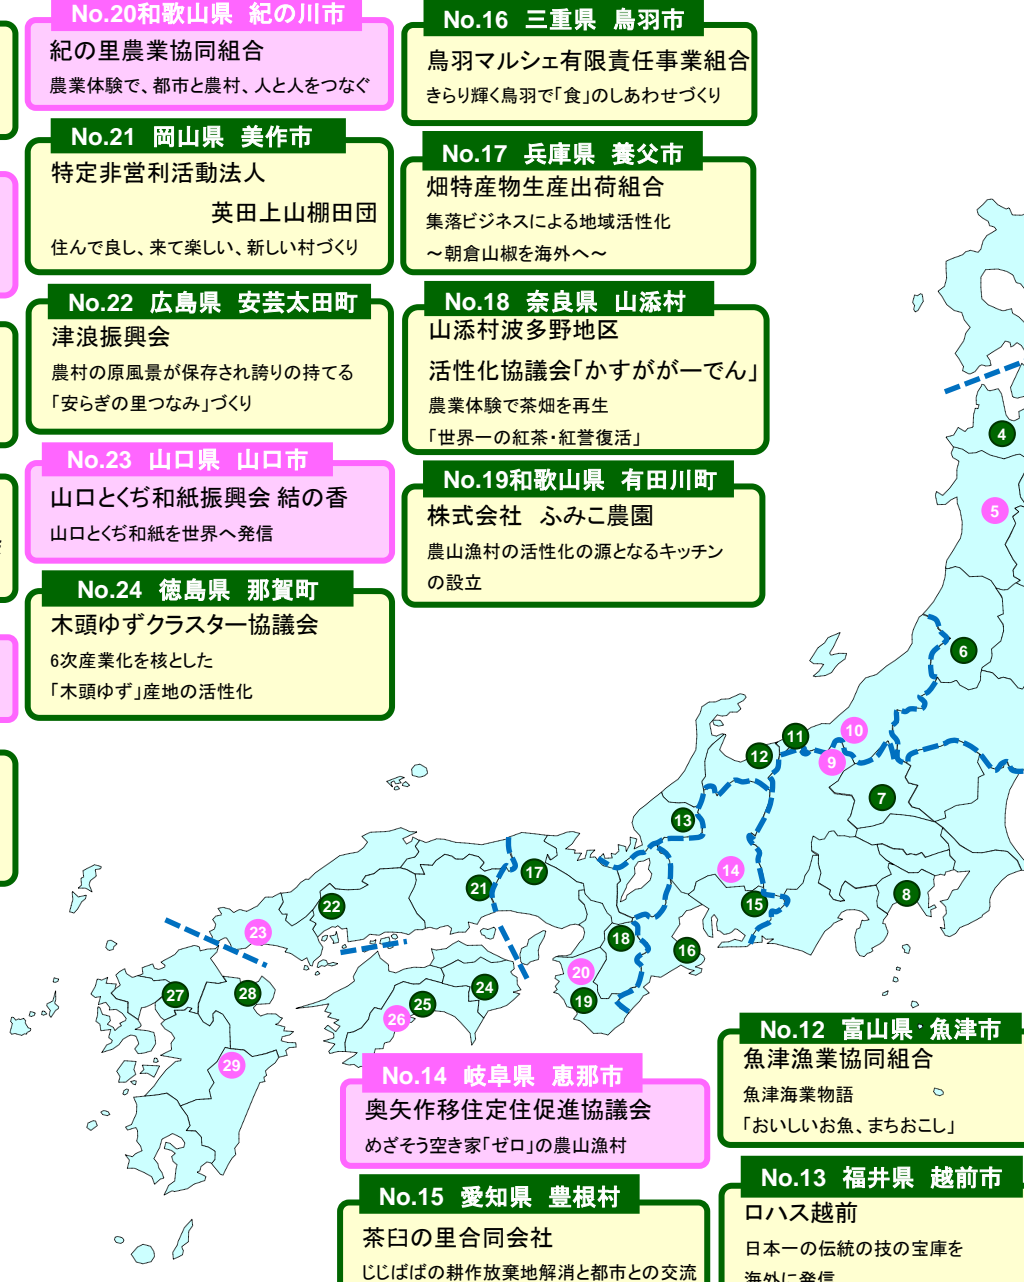 No.20和歌山県 紀の川市
紀の里農業協同組合
農業体験で、都市と農村、人と人をつなぐ
No.21 岡山県 美作市
特定非営利活動法人
英田上山棚田団
住んで良し、来て楽しい、新しい村づくり
No.22 広島県 安芸太田町
津浪振興会
農村の原風景が保存され誇りの持てる
「安らぎの里つなみ」づくり
No.23 山口県 山口市
山口とくぢ和紙振興会 結の香
山口とくぢ和紙を世界へ発信
No.24 徳島県 那賀町
木頭ゆずクラスター協議会
6次産業化を核とした
「木頭ゆず」産地の活性化
No.16 三重県 鳥羽市
鳥羽マルシェ有限責任事業組合
きらり輝く鳥羽で「食」のしあわせづくり
No.17 兵庫県 養父市
畑特産物生産出荷組合
集落ビジネスによる地域活性化
～朝倉山椒を海外へ～
No.18 奈良県 山添村
山添村波多野地区
活性化協議会「かすががーでん」
農業体験で茶畑を再生
「世界一の紅茶・紅誉復活」
No.19和歌山県 有田川町
株式会社 ふみこ農園
農山漁村の活性化の源となるキッチン
の設立
4
5
6
10
11
9
12
7
13
14
17
21
8
15
22
23
18
16
20
19
24
25
26
27
28
29
No.14 岐阜県 恵那市
奥矢作移住定住促進協議会
めざそう空き家「ゼロ」の農山漁村
No.15 愛知県 豊根村
茶臼の里合同会社
じじばばの耕作放棄地解消と都市との交流
No.12 富山県 魚津市
魚津漁業協同組合
魚津海業物語
「おいしいお魚、まちおこし」
No.13 福井県 越前市
ロハス越前
日本一の伝統の技の宝庫を
海外に発信